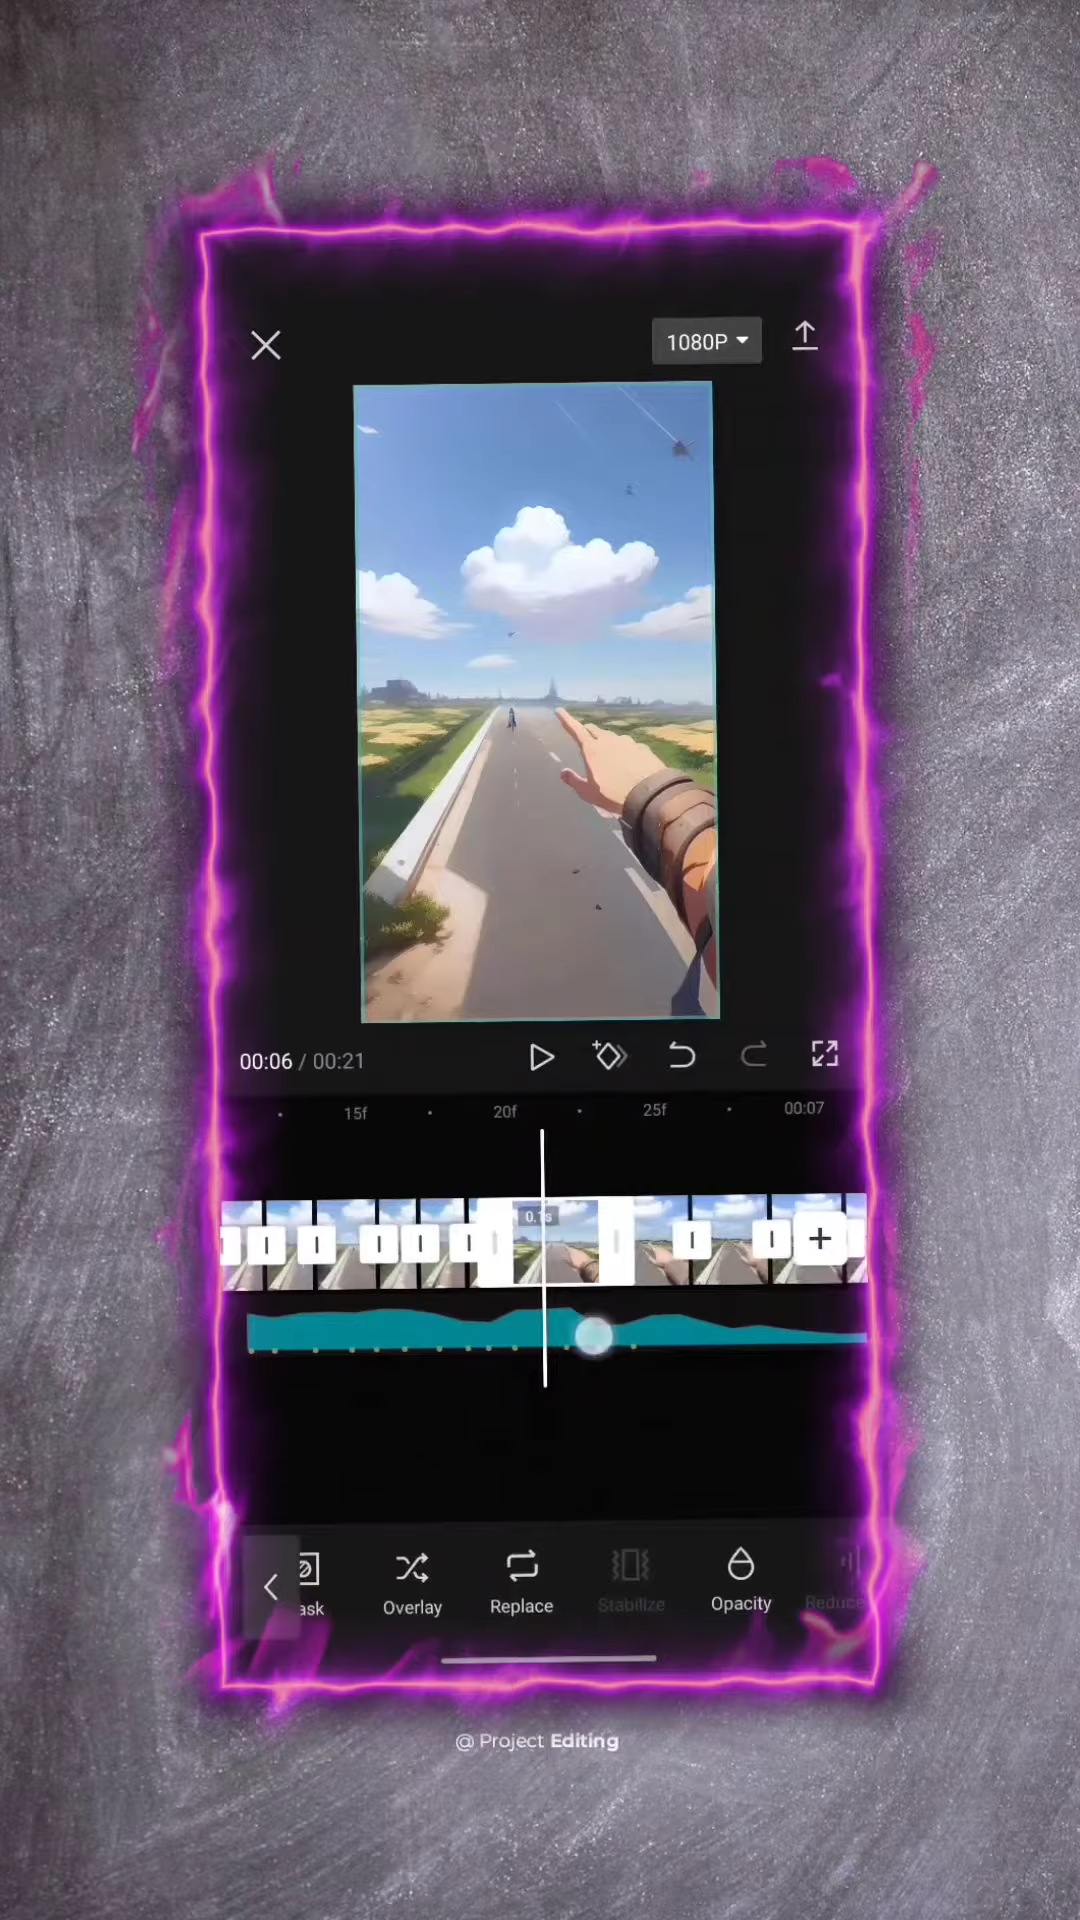 1080P
00:06 / 00:21
15f 20f 25f 00:07
ask Overlay Replace Stabilize Opacity Reduce
@ Project Editing